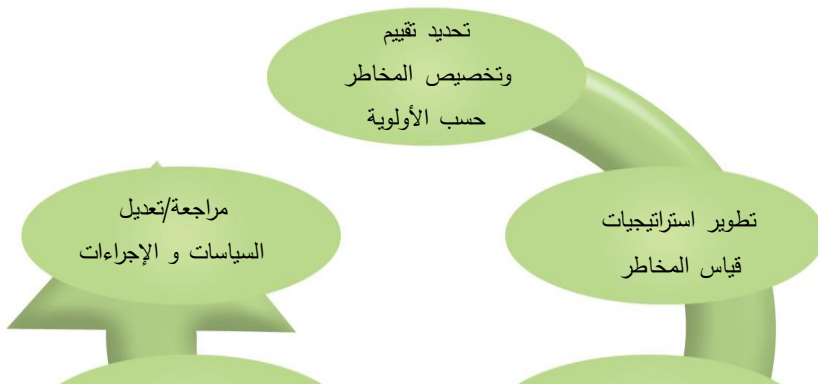 تحديد تقييم
وتخصيص المخاطر
حسب الأولوية
تطوير استراتيجيات
قياس المخاطر
مراجعة/تعديل
السياسات و الإجراءات